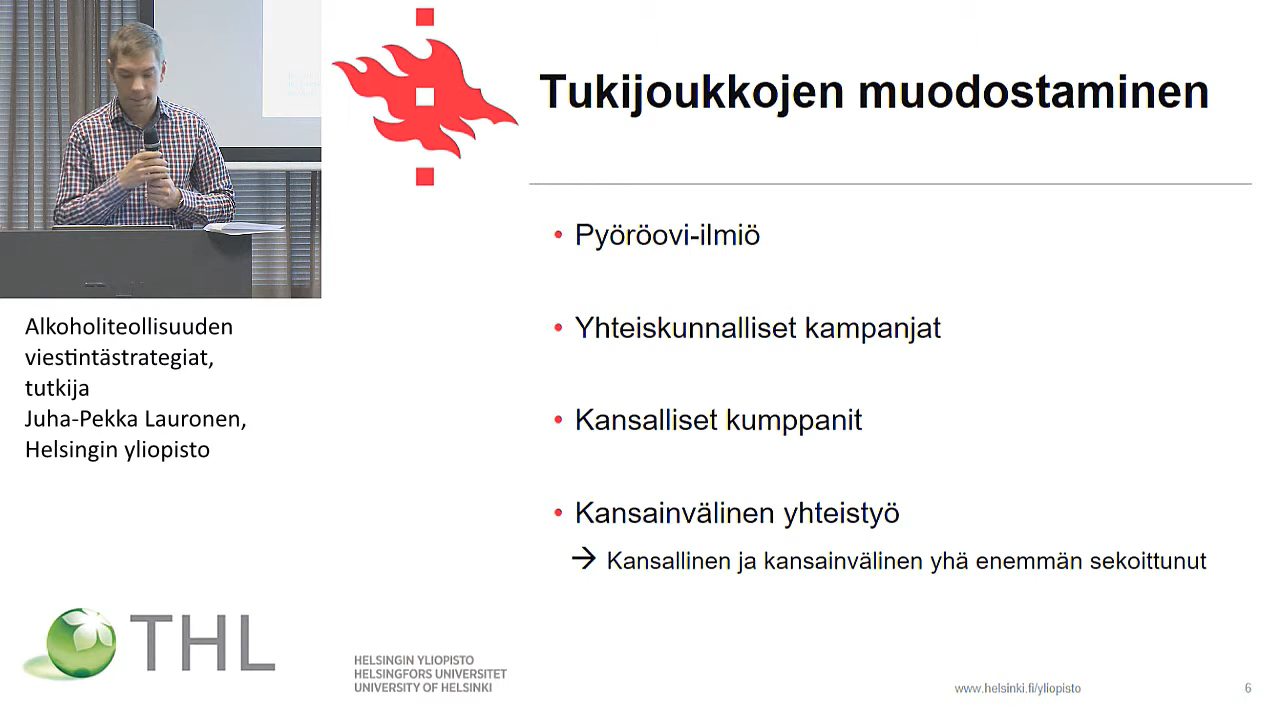 Tukijoukkojen muodostaminen
• Pyöröovi-ilmiö
• Yhteiskunnalliset kampanjat
• Kansalliset kumppanit
• Kansainvälinen yhteistyö
→ Kansallinen ja kansainvälinen yhä enemmän sekoittunut
Alkoholiteollisuuden
viestintästrategiat,
tutkija
Juha-Pekka Lauronen,
Helsingin yliopisto
THL
HELSINGIN YLIOPISTO
HELSINGFORS UNIVERSITET
UNIVERSITY OF HELSINKI
www.helsinki.fi/yliopisto
6